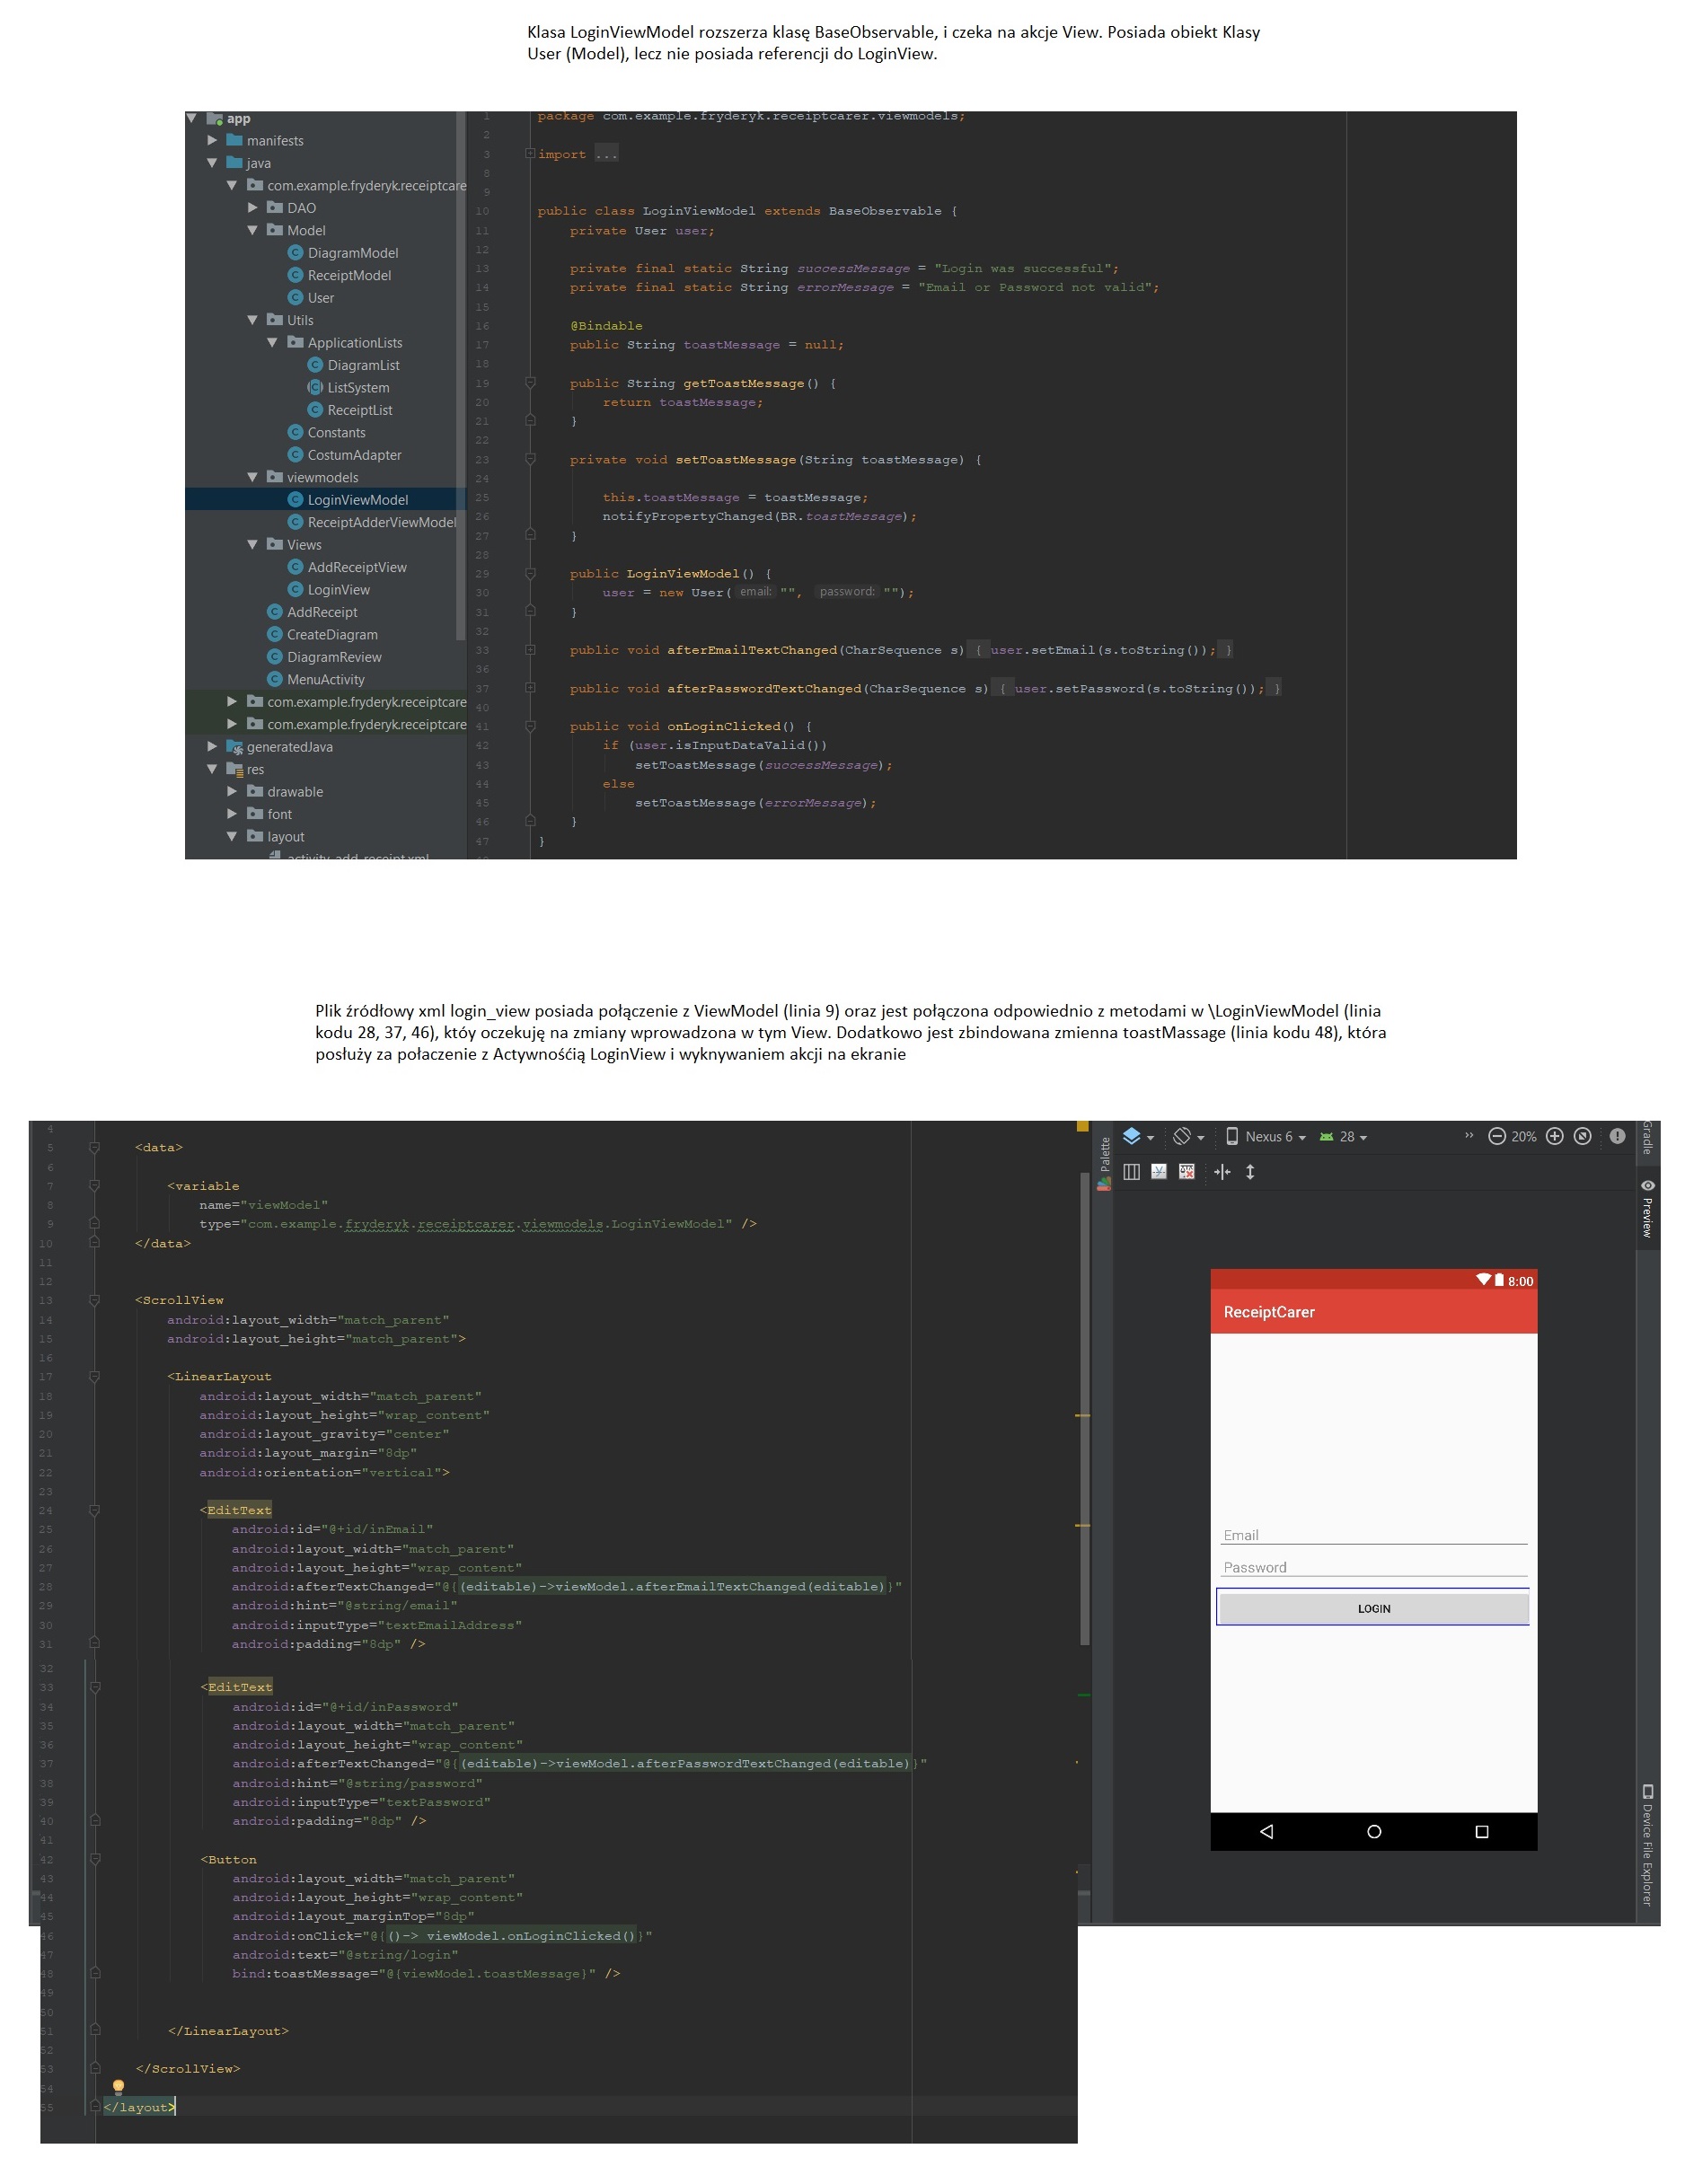 Klasa LoginViewModel rozszerza klasę BaseObservable, i czeka na akcje View. Posiada obiekt Klasy
User (Model), lecz nie posiada referencji do LoginView.
app
manifests
java
com.example.fryderyk.receiptcare
DAO
Model
DiagramModel
ReceiptModel
User
Utils
ApplicationLists
DiagramList
ListSystem
ReceiptList
Constants
CostumAdapter
viewmodels
LoginViewModel
ReceiptAdderViewModel
Views
AddReceiptView
LoginView
AddReceipt
CreateDiagram
DiagramReview
MenuActivity
com.example.fryderyk.receiptcare
com.example.fryderyk.receiptcare
generatedJava
res
drawable
font
layout
activity_add_receipt.xml
1 package com.example.fryderyk.receiptcarer.viewmodels;
2
3 import ...
8
9
10 public class LoginViewModel extends BaseObservable {
11 private User user;
12
13 private final static String successMessage = "Login was successful";
14 private final static String errorMessage = "Email or Password not valid";
15
16 @Bindable
17 public String toastMessage = null;
18
19 public String getToastMessage() {
20 return toastMessage;
21 }
22
23 private void setToastMessage(String toastMessage) {
24
25 this.toastMessage = toastMessage;
26 notifyPropertyChanged(BR.toastMessage);
27 }
28
29 public LoginViewModel() {
30 user = new User( email: "", password: "");
31 }
32
33 public void afterEmailTextChanged(CharSequence s) { user.setEmail(s.toString()); }
36
37 public void afterPasswordTextChanged(CharSequence s) { user.setPassword(s.toString()); }
40
41 public void onLoginClicked() {
42 if (user.isInputDataValid())
43 setToastMessage(successMessage);
44 else
45 setToastMessage(errorMessage);
46 }
47 }
Plik źródłowy xml login_view posiada połączenie z ViewModel (linia 9) oraz jest połączona odpowiednio z metodami w \LoginViewModel (linia
kodu 28, 37, 46), któy oczekuję na zmiany wprowadzona w tym View. Dodatkowo jest zbindowana zmienna toastMassage (linia kodu 48), która
posłuży za połaczenie z Actywnośćią LoginView i wyknywaniem akcji na ekranie
4
5 <data>
6
7 <variable
8 name="viewModel"
9 type="com.example.fryderyk.receiptcarer.viewmodels.LoginViewModel" />
10 </data>
11
12
13 <ScrollView
14 android:layout_width="match_parent"
15 android:layout_height="match_parent">
16
17 <LinearLayout
18 android:layout_width="match_parent"
19 android:layout_height="wrap_content"
20 android:layout_gravity="center"
21 android:layout_margin="8dp"
22 android:orientation="vertical">
23
24 <EditText
25 android:id="@+id/inEmail"
26 android:layout_width="match_parent"
27 android:layout_height="wrap_content"
28 android:afterTextChanged="@{(editable)->viewModel.afterEmailTextChanged(editable)}"
29 android:hint="@string/email"
30 android:inputType="textEmailAddress"
31 android:padding="8dp" />
32
33 <EditText
34 android:id="@+id/inPassword"
35 android:layout_width="match_parent"
36 android:layout_height="wrap_content"
37 android:afterTextChanged="@{(editable)->viewModel.afterPasswordTextChanged(editable)}"
38 android:hint="@string/password"
39 android:inputType="textPassword"
40 android:padding="8dp" />
41
42 <Button
43 android:layout_width="match_parent"
44 android:layout_height="wrap_content"
45 android:layout_marginTop="8dp"
46 android:onClick="@{()-> viewModel.onLoginClicked()}"
47 android:text="@string/login"
48 bind:toastMessage="@{viewModel.toastMessage}" />
49
50
51 </LinearLayout>
52
53 </ScrollView>
54
55 </layout>
Palette
Nexus 6
28
20%
Gradle
Preview
Device File Explorer
8:00
ReceiptCarer
Email
Password
LOGIN